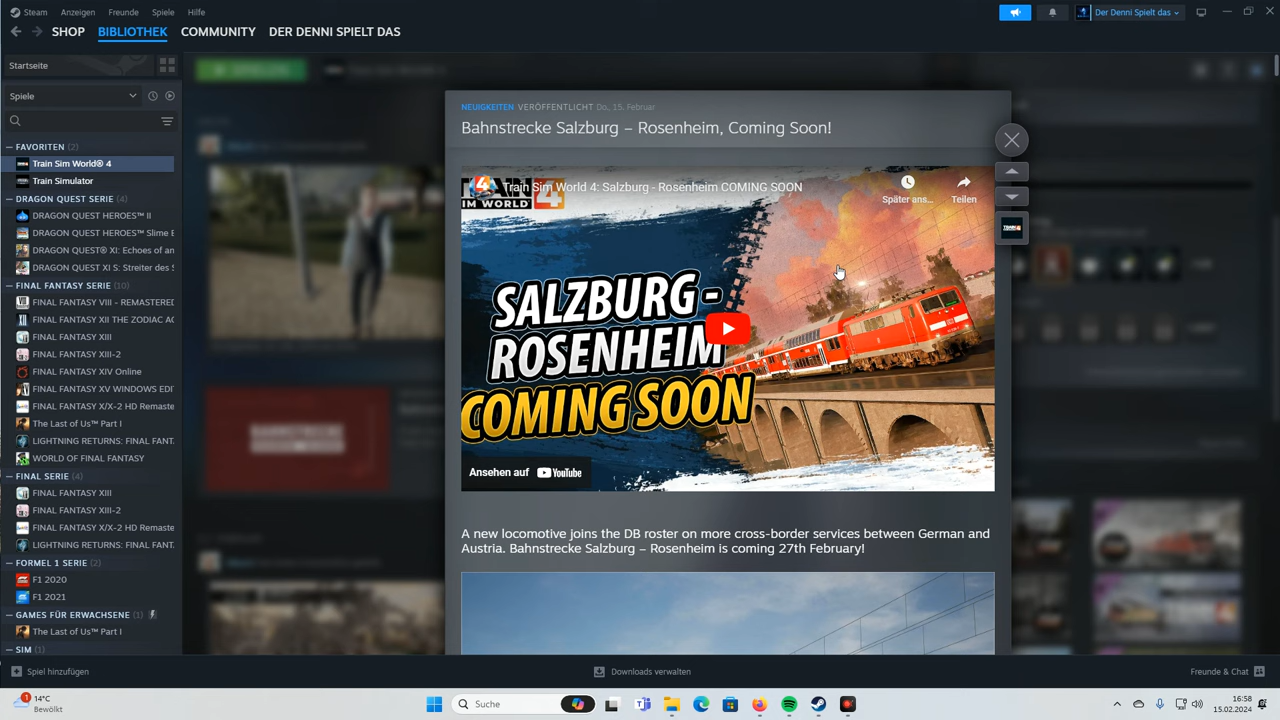 Steam Anzeigen Freunde Spiele Hilfe
Der Denni Spielt das
SHOP BIBLIOTHEK COMMUNITY DER DENNI SPIELT DAS
Startseite
Spiele
FAVORITEN (2)
Train Sim World® 4
Train Simulator
DRAGON QUEST SERIE (4)
DRAGON QUEST HEROES™ II
DRAGON QUEST HEROES™ Slime E
DRAGON QUEST® XI: Echoes of an
DRAGON QUEST XI S: Streiter des S
FINAL FANTASY SERIE (10)
FINAL FANTASY VIII - REMASTERED
FINAL FANTASY XII THE ZODIAC AG
FINAL FANTASY XIII
FINAL FANTASY XIII-2
FINAL FANTASY XIV Online
FINAL FANTASY XV WINDOWS EDIT
FINAL FANTASY X/X-2 HD Remaste
The Last of Us™ Part I
LIGHTNING RETURNS: FINAL FANT.
WORLD OF FINAL FANTASY
FINAL SERIE (4)
FINAL FANTASY XIII
FINAL FANTASY XIII-2
FINAL FANTASY X/X-2 HD Remaste
LIGHTNING RETURNS: FINAL FANT.
FORMEL 1 SERIE (2)
F1 2020
F1 2021
GAMES FÜR ERWACHSENE (1)
The Last of Us™ Part I
SIM (1)
NEUIGKEITEN VERÖFFENTLICHT Do., 15. Februar
Bahnstrecke Salzburg – Rosenheim, Coming Soon!
Train Sim World 4: Salzburg - Rosenheim COMING SOON
IM WORLD 4
Später ans... Teilen
SALZBURG -
ROSENHEIM
COMING SOON
Ansehen auf YouTube
A new locomotive joins the DB roster on more cross-border services between German and
Austria. Bahnstrecke Salzburg – Rosenheim is coming 27th February!
Spiel hinzufügen
Downloads verwalten
Freunde & Chat
1
14°C
Bewölkt
Suche
16:58
15.02.2024